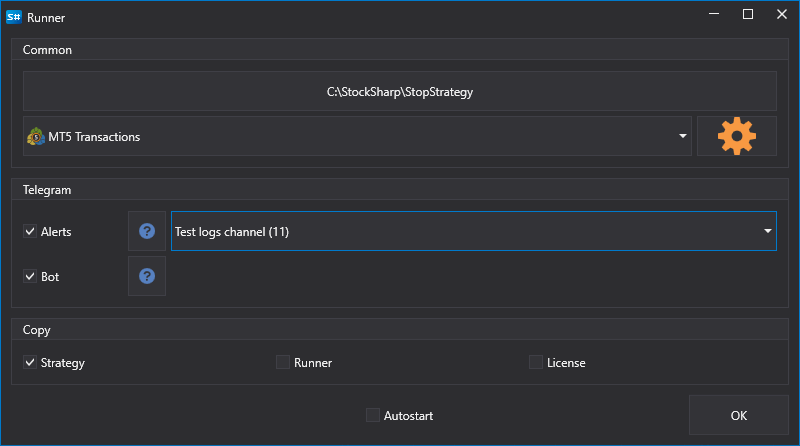 S# Runner
Common
C:\StockSharp\StopStrategy
MT5 Transactions
Telegram
Alerts ? Test logs channel (11)
Bot ?
Copy
Strategy Runner License
Autostart OK